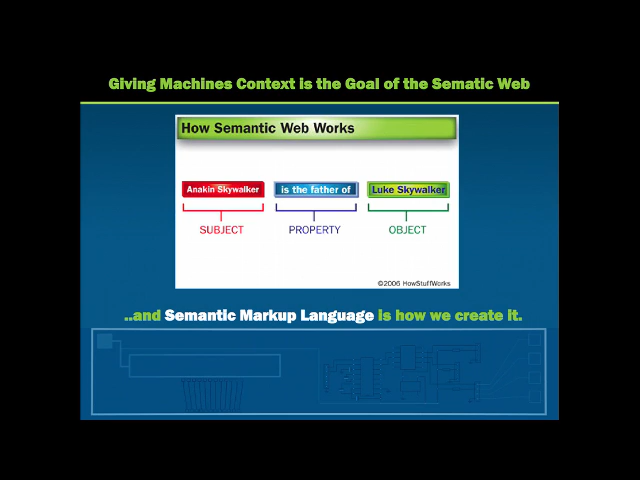 Giving Machines Context is the Goal of the Sematic Web
How Semantic Web Works
Anakin Skywalker is the father of Luke Skywalker
SUBJECT PROPERTY OBJECT
©2006 HowStuffWorks
..and Semantic Markup Language is how we create it.